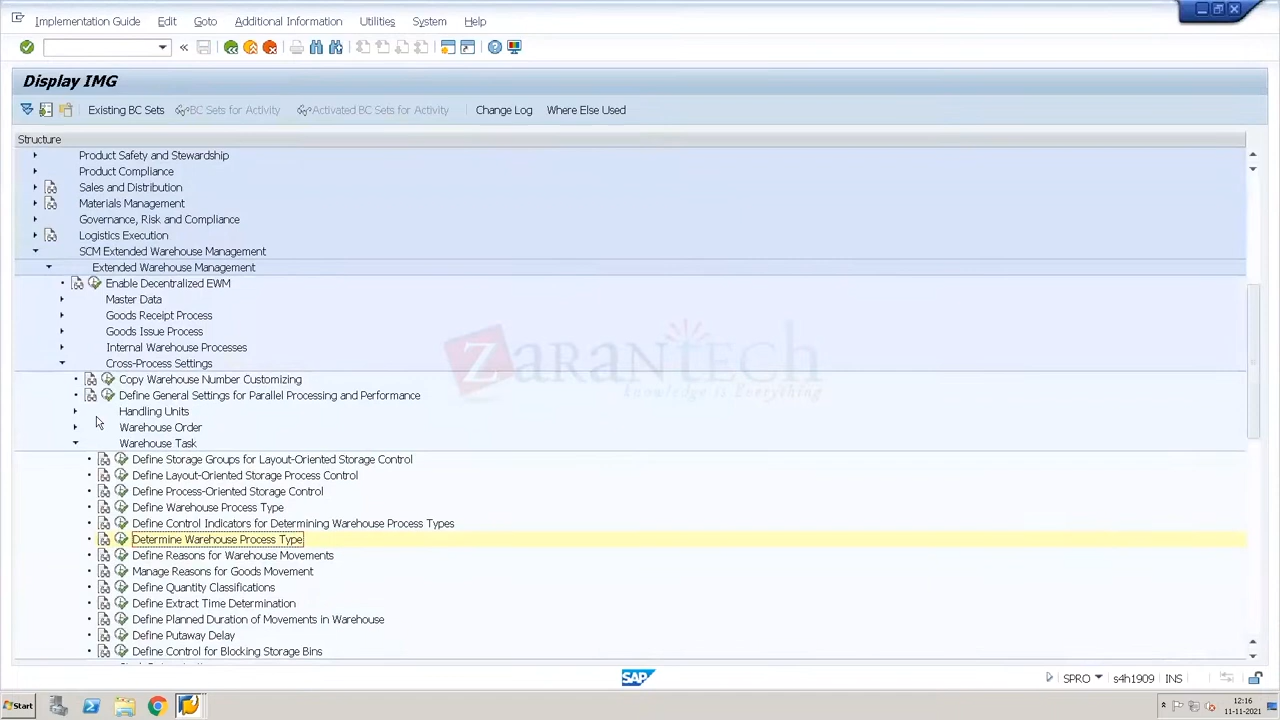 Implementation Guide Edit Goto Additional Information Utilities System Help
Display IMG
Existing BC Sets BC Sets for Activity Activated BC Sets for Activity Change Log Where Else Used
Structure
Product Safety and Stewardship
Product Compliance
Sales and Distribution
Materials Management
Governance, Risk and Compliance
Logistics Execution
SCM Extended Warehouse Management
Extended Warehouse Management
Enable Decentralized EWM
Master Data
Goods Receipt Process
Goods Issue Process
Internal Warehouse Processes
Cross-Process Settings
Copy Warehouse Number Customizing
Define General Settings for Parallel Processing and Performance
Handling Units
Warehouse Order
Warehouse Task
Define Storage Groups for Layout-Oriented Storage Control
Define Layout-Oriented Storage Process Control
Define Process-Oriented Storage Control
Define Warehouse Process Type
Define Control Indicators for Determining Warehouse Process Types
Determine Warehouse Process Type
Define Reasons for Warehouse Movements
Manage Reasons for Goods Movement
Define Quantity Classifications
Define Extract Time Determination
Define Planned Duration of Movements in Warehouse
Define Putaway Delay
Define Control for Blocking Storage Bins
ZaranTech
Knowledge is Everything
SAP
SPRO s4h1909 INS
Start
12:16
11-11-2021